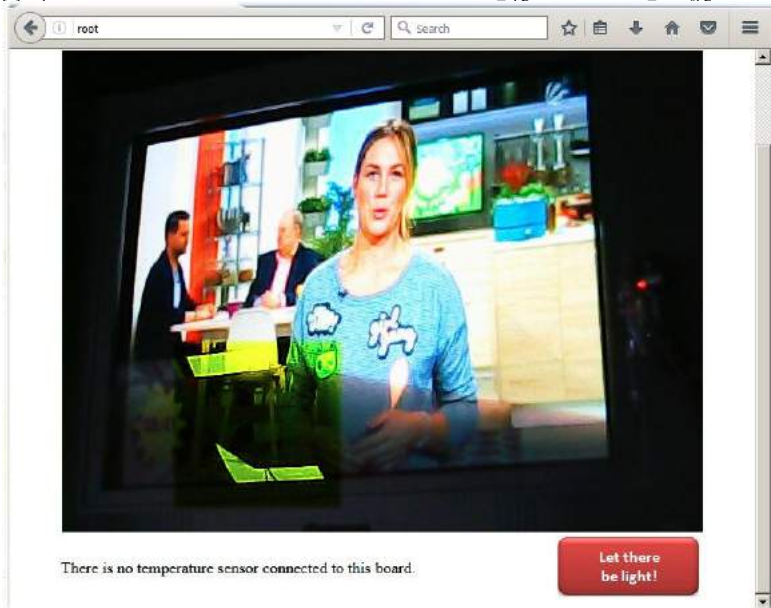 root
Search
There is no temperature sensor connected to this board.
Let there
be light!